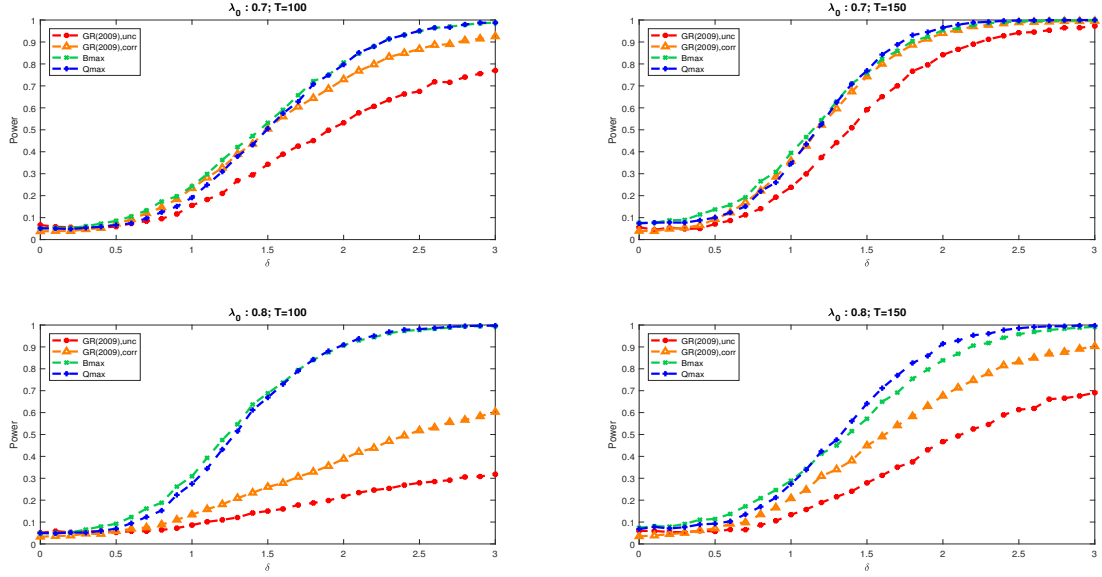 λ0 : 0.7; T=100
1
0.9
0.8
0.7
0.6
0.5
0.4
0.3
0.2
0.1
0
Power
GR(2009),unc
GR(2009),corr
Bmax
Qmax
0 0.5 1 1.5 2 2.5 3
δ
λ0 : 0.7; T=150
1
0.9
0.8
0.7
0.6
0.5
0.4
0.3
0.2
0.1
0
Power
GR(2009),unc
GR(2009),corr
Bmax
Qmax
0 0.5 1 1.5 2 2.5 3
δ
λ0 : 0.8; T=100
1
0.9
0.8
0.7
0.6
0.5
0.4
0.3
0.2
0.1
0
Power
GR(2009),unc
GR(2009),corr
Bmax
Qmax
0 0.5 1 1.5 2 2.5 3
δ
λ0 : 0.8; T=150
1
0.9
0.8
0.7
0.6
0.5
0.4
0.3
0.2
0.1
0
Power
GR(2009),unc
GR(2009),corr
Bmax
Qmax
0 0.5 1 1.5 2 2.5 3
δ